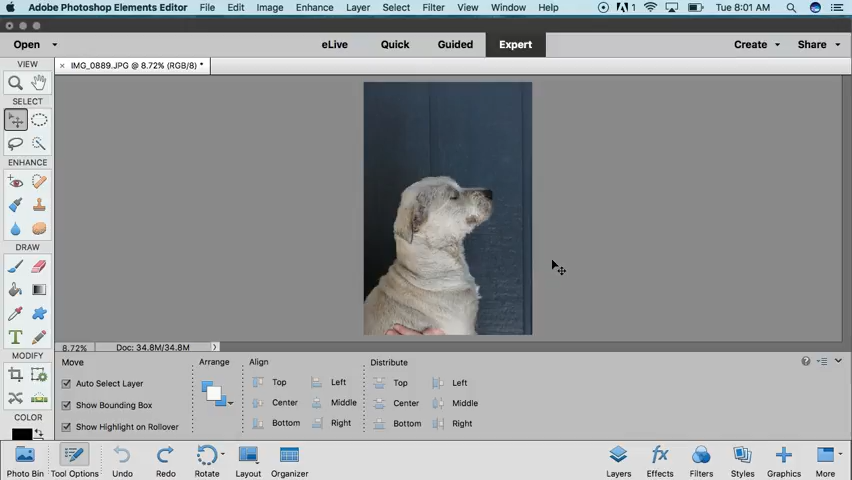 Adobe Photoshop Elements Editor File Edit Image Enhance Layer Select Filter View Window Help 1 Tue 8:01 AM
Open eLive Quick Guided Expert Create Share
VIEW × IMG_0889.JPG @ 8.72% (RGB/8) *
SELECT
ENHANCE
DRAW
T
MODIFY
COLOR
8.72% Doc: 34.8M/34.8M
Move Arrange Align Distribute
Auto Select Layer Top Left Top Left
Show Bounding Box Center Middle Center Middle
Show Highlight on Rollover Bottom Right Bottom Right
Photo Bin Tool Options Undo Redo Rotate Layout Organizer Layers Effects Filters Styles Graphics More